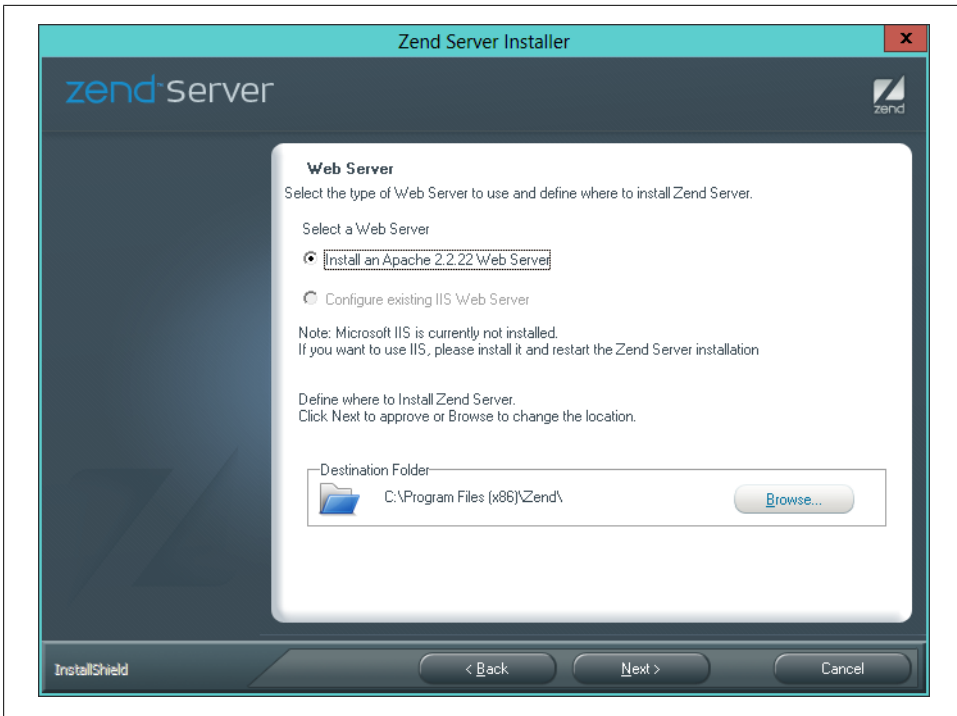 Zend Server Installer
x
zend server
zend
Web Server
Select the type of Web Server to use and define where to install Zend Server.
Select a Web Server
Install an Apache 2.2.22 Web Server
Configure existing IIS Web Server
Note: Microsoft IIS is currently not installed.
If you want to use IIS, please install it and restart the Zend Server installation
Define where to Install Zend Server.
Click Next to approve or Browse to change the location.
Destination Folder
C:\Program Files (x86)\Zend\
Browse...
InstallShield
< Back
Next >
Cancel